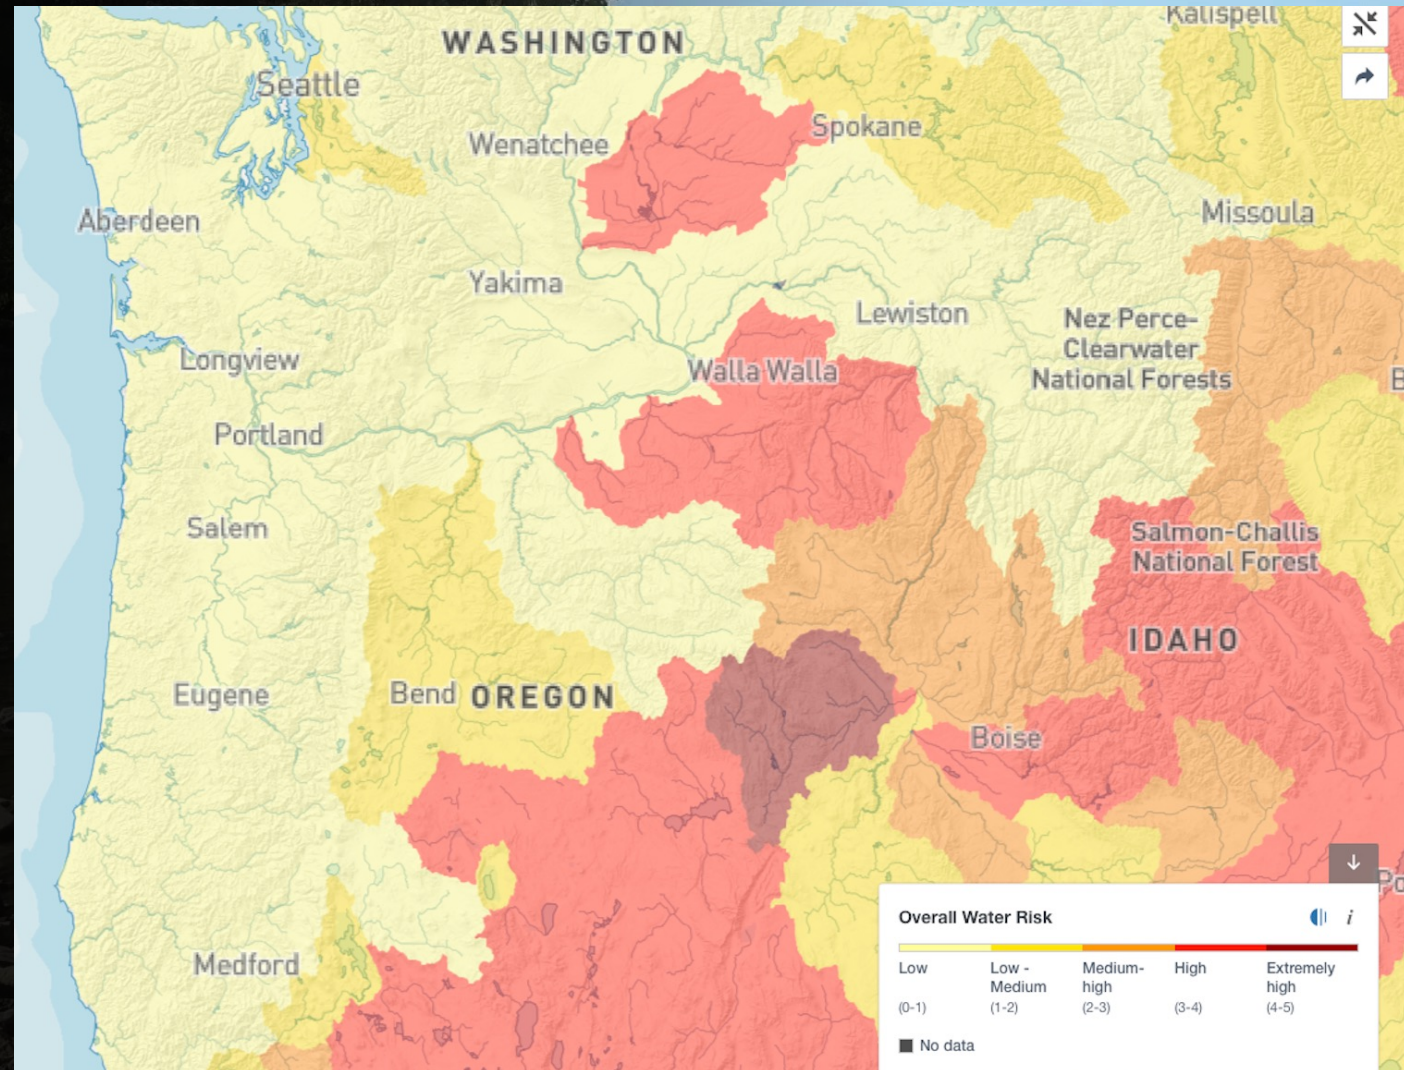 Kalispell
WASHINGTON
Seattle
Spokane
Wenatchee
Missoula
Aberdeen
Yakima
Lewiston
Nez Perce-
Clearwater
National Forests
Longview
Walla Walla
B
Portland
Salem
Salmon-Challis
National Forest
IDAHO
Eugene
Bend
OREGON
Boise
Po
Medford
Overall Water Risk
i
Low
(0-1)
Low -
Medium
(1-2)
Medium-
high
(2-3)
High
(3-4)
Extremely
high
(4-5)
No data